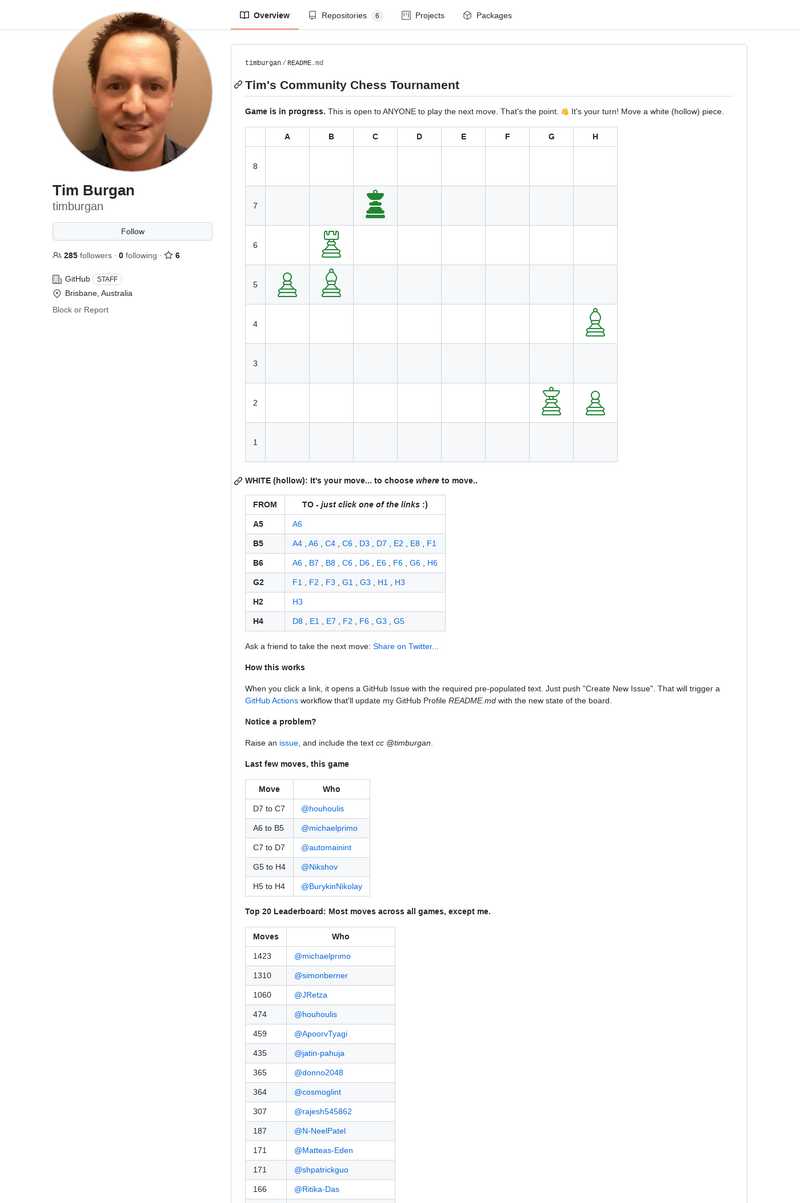 Overview Repositories 6 Projects Packages
Tim Burgan
timburgan
Follow
285 followers · 0 following · 6
GitHub STAFF
Brisbane, Australia
Block or Report
timburgan / README.md
Tim's Community Chess Tournament
Game is in progress. This is open to ANYONE to play the next move. That's the point. 👋 It's your turn! Move a white (hollow) piece.
A B C D E F G H
8
7
6
5
4
3
2
1
WHITE (hollow): It's your move... to choose where to move..
FROM TO - just click one of the links :)
A5 A6
B5 A4 , A6 , C4 , C6 , D3 , D7 , E2 , E8 , F1
B6 A6 , B7 , B8 , C6 , D6 , E6 , F6 , G6 , H6
G2 F1 , F2 , F3 , G1 , G3 , H1 , H3
H2 H3
H4 D8 , E1 , E7 , F2 , F6 , G3 , G5
Ask a friend to take the next move: Share on Twitter...
How this works
When you click a link, it opens a GitHub Issue with the required pre-populated text. Just push "Create New Issue". That will trigger a
GitHub Actions workflow that'll update my GitHub Profile README.md with the new state of the board.
Notice a problem?
Raise an issue, and include the text cc @timburgan.
Last few moves, this game
Move Who
D7 to C7 @houhoulis
A6 to B5 @michaelprimo
C7 to D7 @automainint
G5 to H4 @Nikshov
H5 to H4 @BurykinNikolay
Top 20 Leaderboard: Most moves across all games, except me.
Moves Who
1423 @michaelprimo
1310 @simonberner
1060 @JRetza
474 @houhoulis
459 @ApoorvTyagi
435 @jatin-pahuja
365 @donno2048
364 @cosmoglint
307 @rajesh545862
187 @N-NeelPatel
171 @Matteas-Eden
171 @shpatrickguo
166 @Ritika-Das